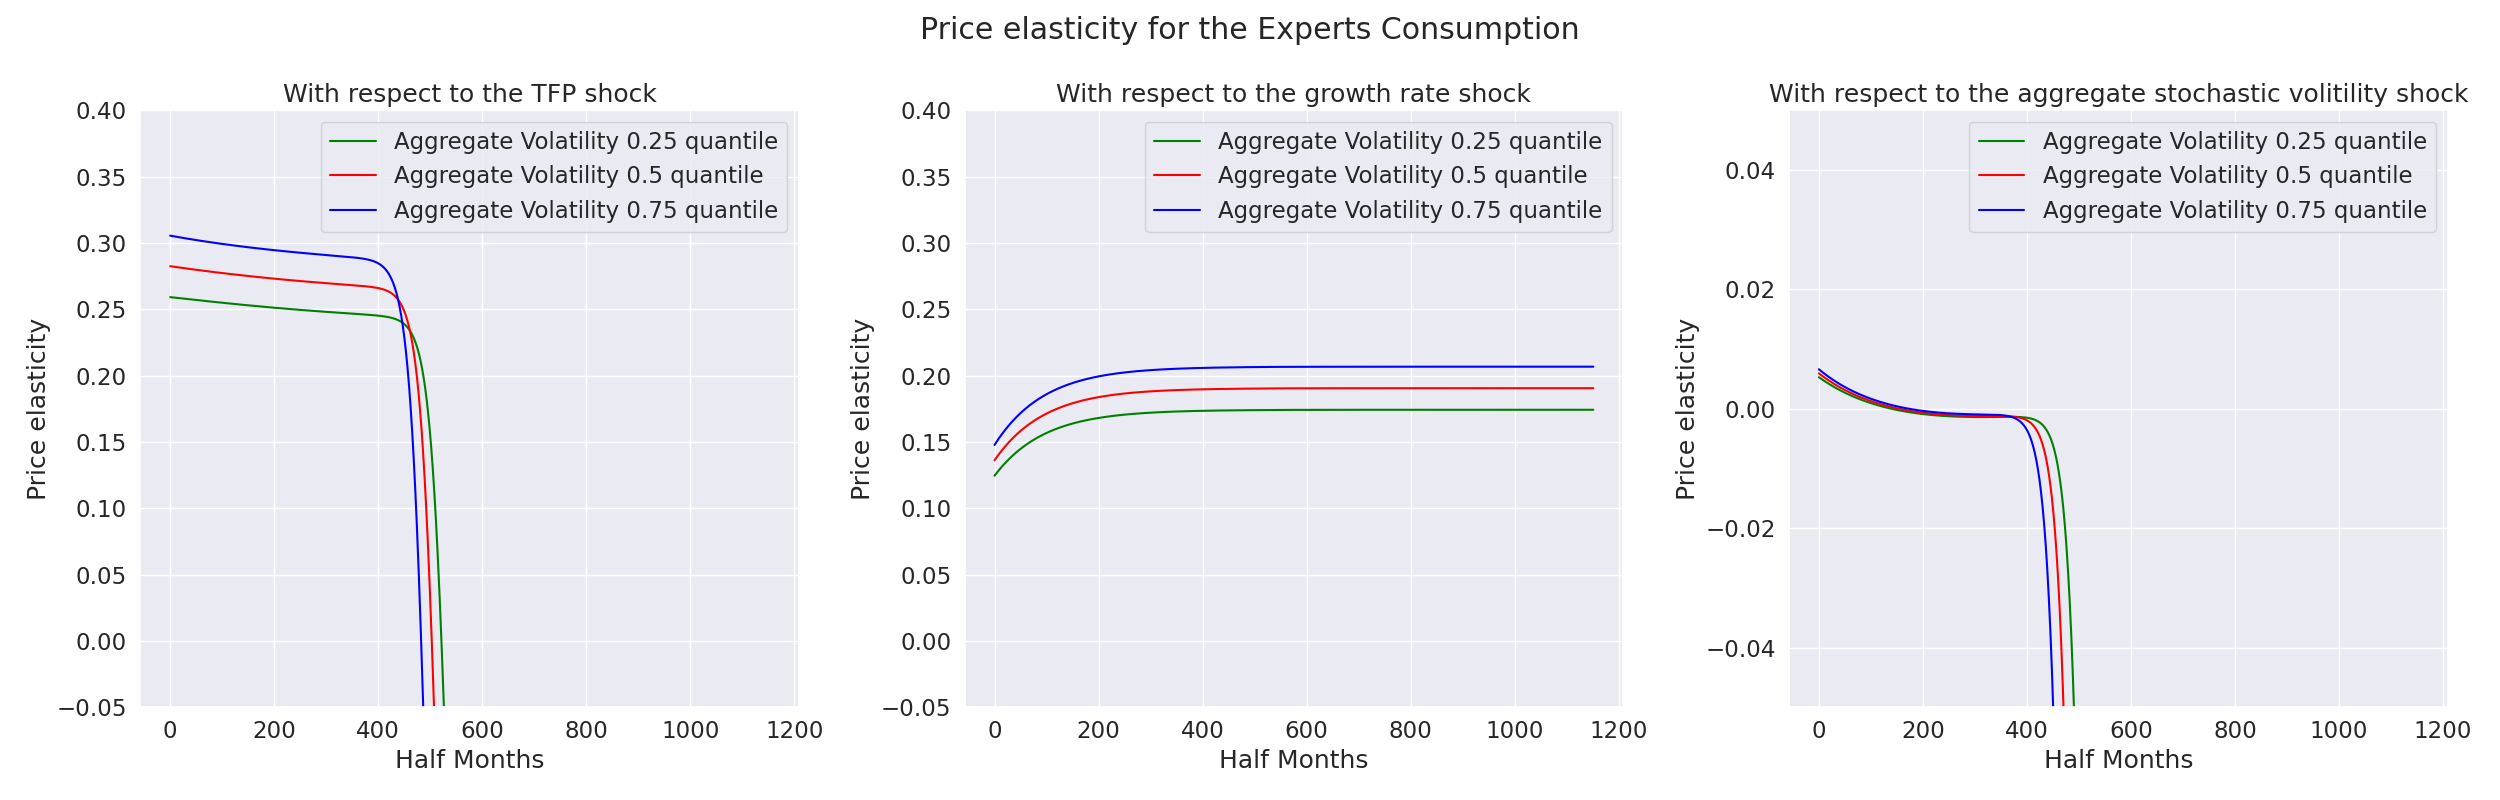 Price elasticity for the Experts Consumption
With respect to the TFP shock
0.40
0.35
0.30
0.25
0.20
0.15
0.10
0.05
0.00
−0.05
Price elasticity
Aggregate Volatility 0.25 quantile
Aggregate Volatility 0.5 quantile
Aggregate Volatility 0.75 quantile
0 200 400 600 800 1000 1200
Half Months
With respect to the growth rate shock
0.40
0.35
0.30
0.25
0.20
0.15
0.10
0.05
0.00
−0.05
Price elasticity
Aggregate Volatility 0.25 quantile
Aggregate Volatility 0.5 quantile
Aggregate Volatility 0.75 quantile
0 200 400 600 800 1000 1200
Half Months
With respect to the aggregate stochastic volitility shock
0.04
0.02
0.00
−0.02
−0.04
Price elasticity
Aggregate Volatility 0.25 quantile
Aggregate Volatility 0.5 quantile
Aggregate Volatility 0.75 quantile
0 200 400 600 800 1000 1200
Half Months